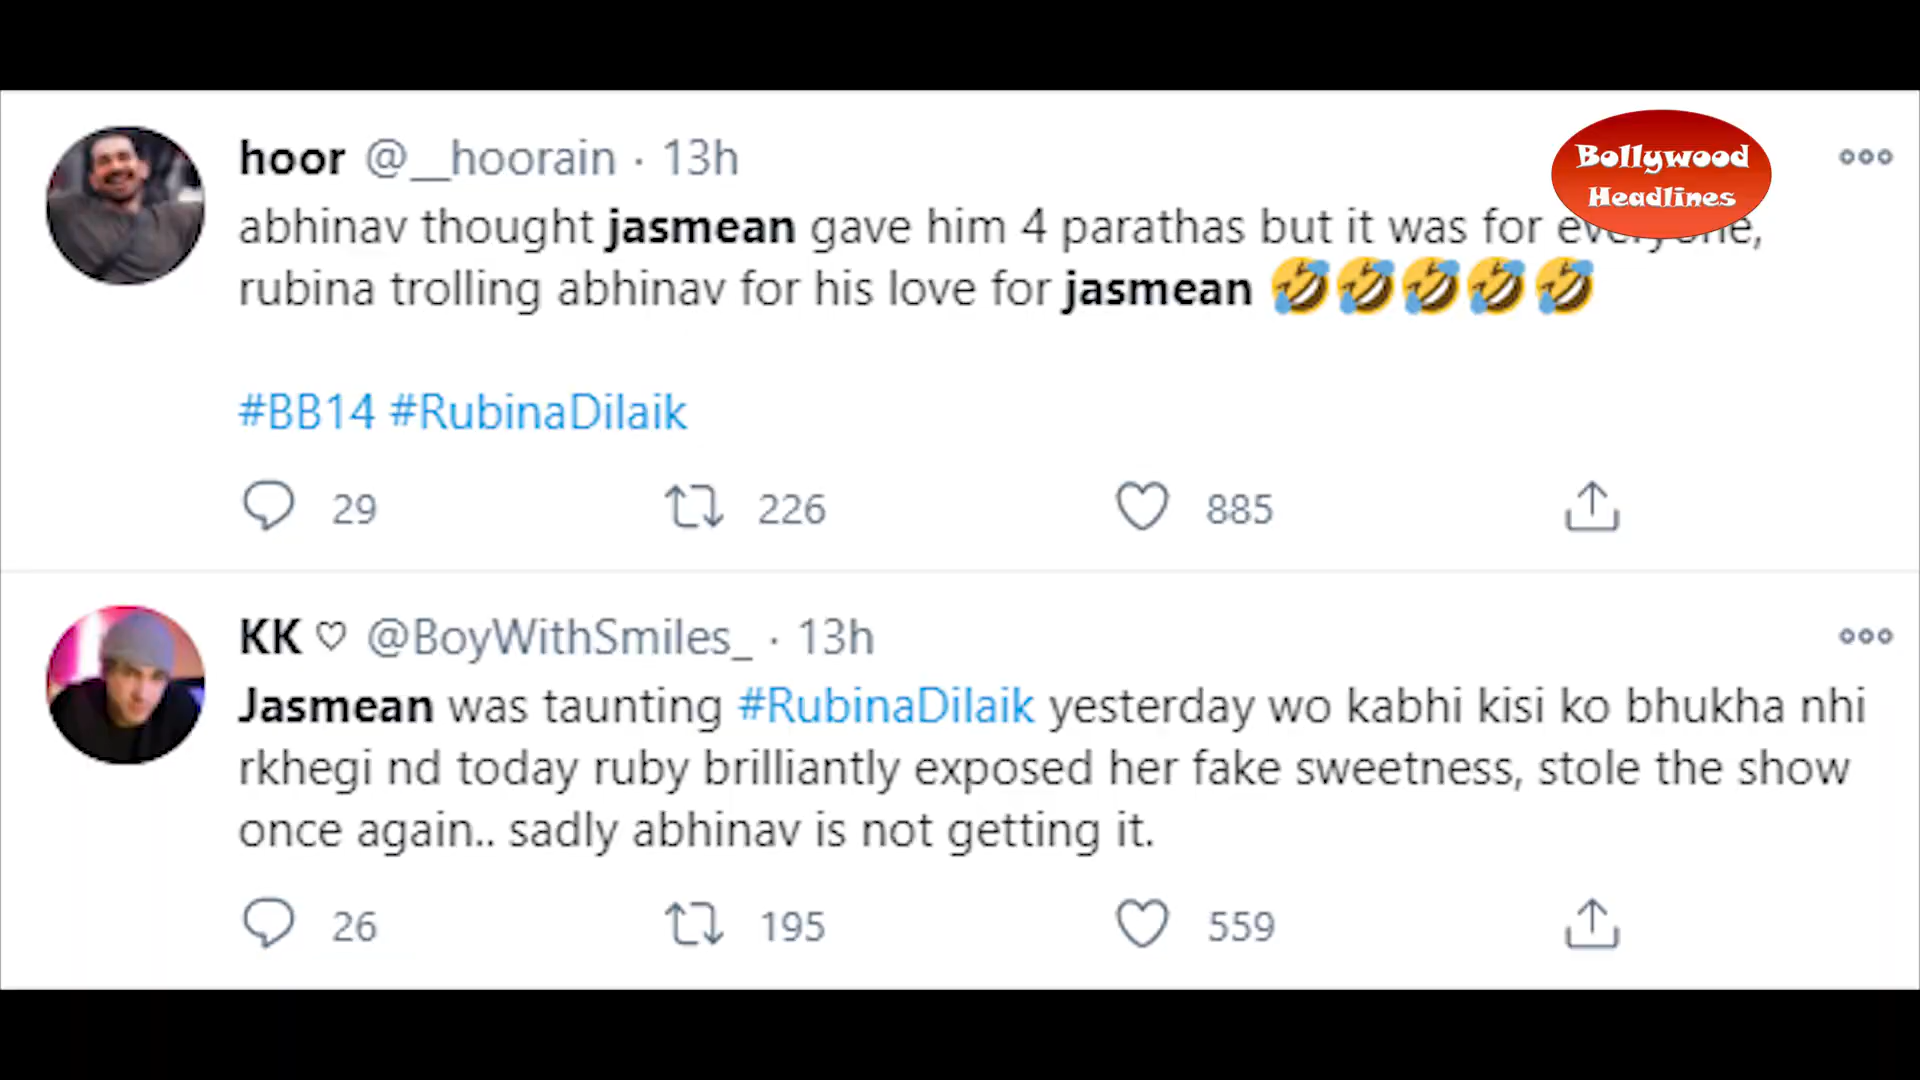 hoor @__hoorain · 13h
Bollywood
Headlines
abhinav thought jasmean gave him 4 parathas but it was for everyone,
rubina trolling abhinav for his love for jasmean 🤣🤣🤣🤣🤣
#BB14 #RubinaDilaik
29 226 885
KK ♡ @BoyWithSmiles_ · 13h
Jasmean was taunting #RubinaDilaik yesterday wo kabhi kisi ko bhukha nhi
rkhegi nd today ruby brilliantly exposed her fake sweetness, stole the show
once again.. sadly abhinav is not getting it.
26 195 559